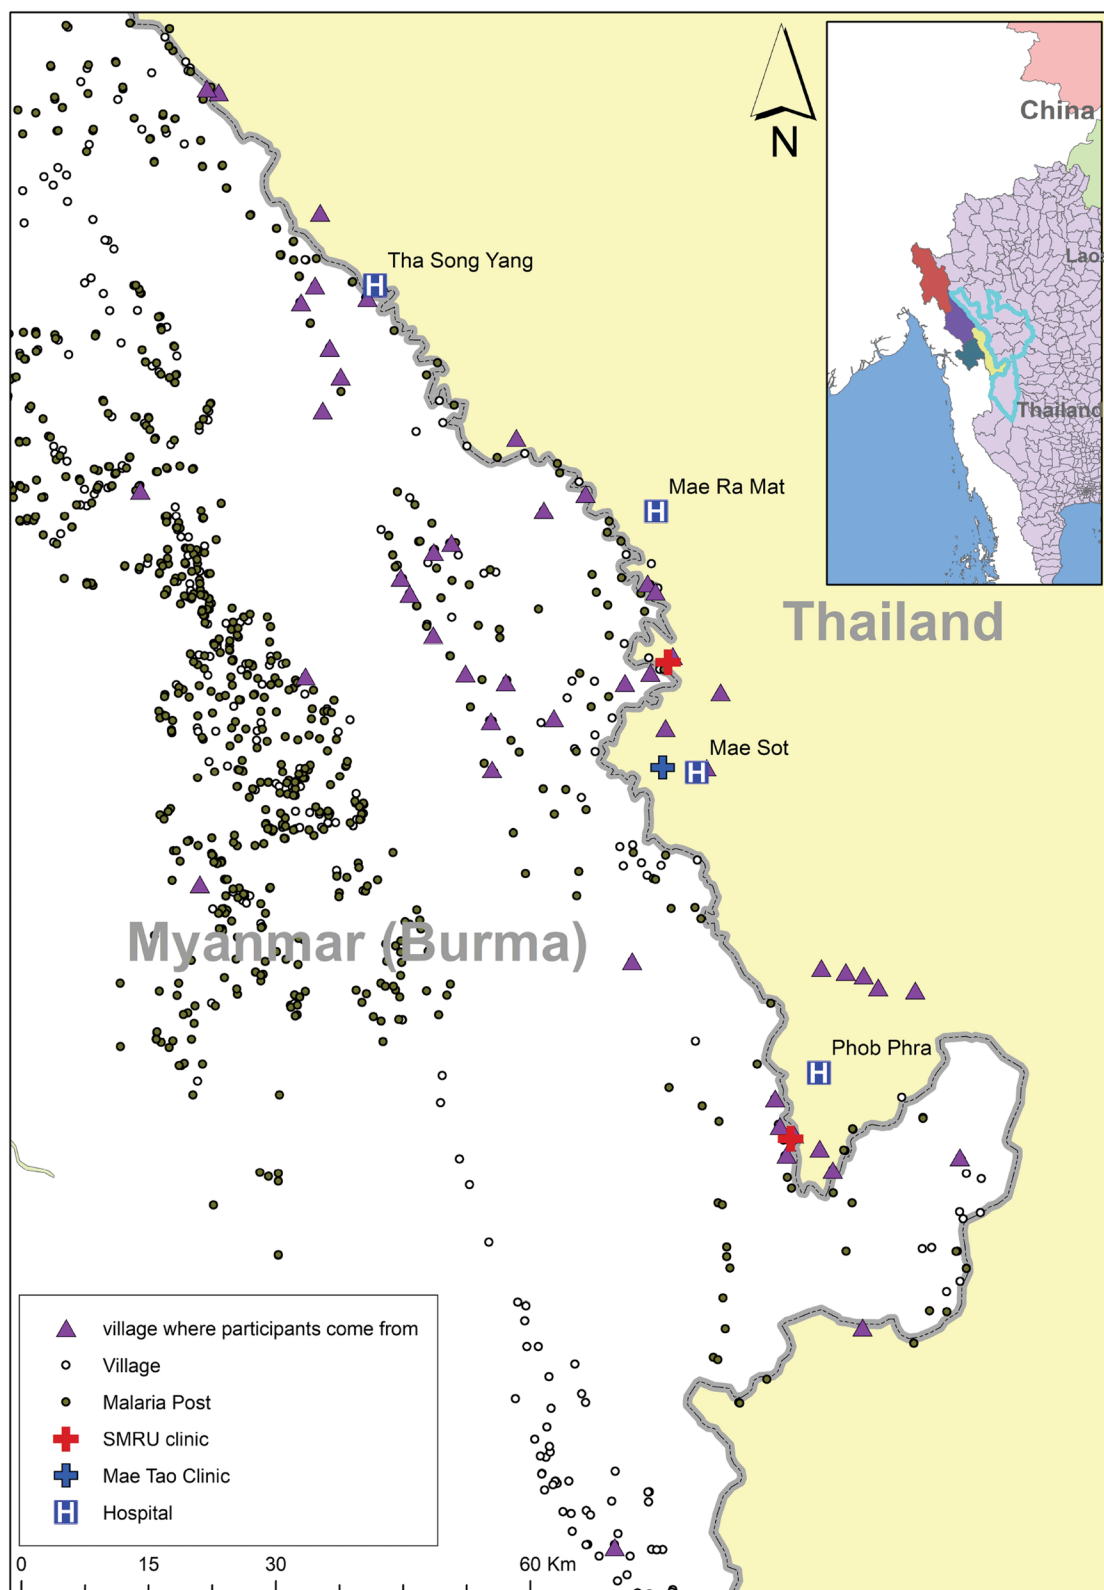 N
China
Laos
Thailand
Tha Song Yang
Mae Ra Mat
Thailand
Mae Sot
Myanmar (Burma)
Phob Phra
village where participants come from
Village
Malaria Post
SMRU clinic
Mae Tao Clinic
Hospital
0 15 30 60 Km
H
H
H
H
H